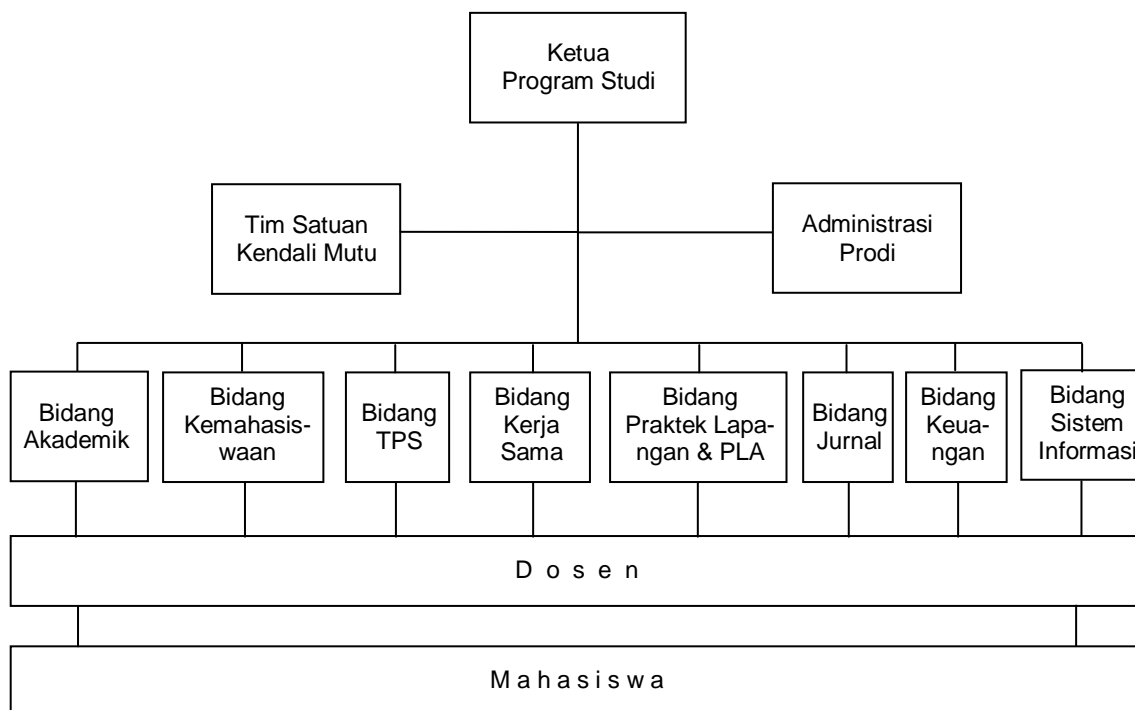 Ketua
Program Studi
Tim Satuan
Kendali Mutu
Administrasi
Prodi
Bidang
Akademik
Bidang
Kemahasis-
waan
Bidang
TPS
Bidang
Kerja
Sama
Bidang
Praktek Lapa-
ngan & PLA
Bidang
Jurnal
Bidang
Keua-
ngan
Bidang
Sistem
Informasi
D o s e n
M a h a s i s w a